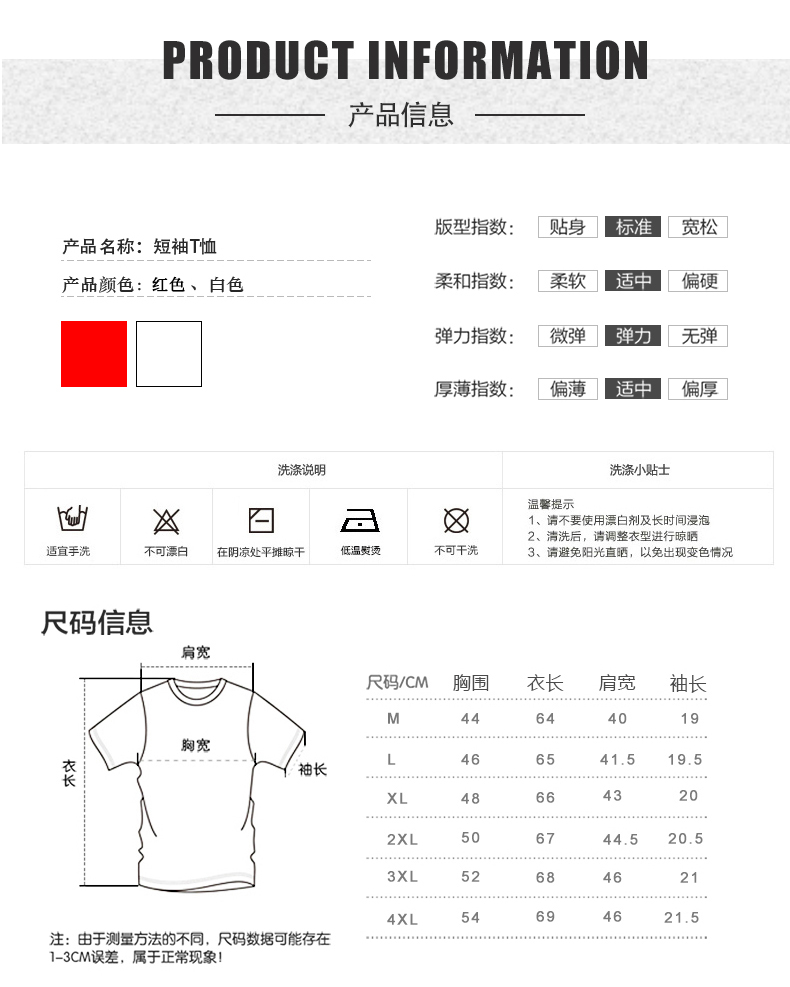 PRODUCT INFORMATION
产品信息
产品名称：短袖T恤
产品颜色：红色 、白色
版型指数： 贴身 标准 宽松
柔和指数： 柔软 适中 偏硬
弹力指数： 微弹 弹力 无弹
厚薄指数： 偏薄 适中 偏厚
洗涤说明 洗涤小贴士
适宜手洗 不可漂白 在阴凉处平摊晾干 低温熨烫 不可干洗
温馨提示
1、请不要使用漂白剂及长时间浸泡
2、清洗后，请调整衣型进行晾晒
3、请避免阳光直晒，以免出现变色情况
尺码信息
肩宽
胸宽
衣长
袖长
注：由于测量方法的不同，尺码数据可能存在
1-3CM误差，属于正常现象！
尺码/CM 胸围 衣长 肩宽 袖长
M 44 64 40 19
L 46 65 41.5 19.5
XL 48 66 43 20
2XL 50 67 44.5 20.5
3XL 52 68 46 21
4XL 54 69 46 21.5